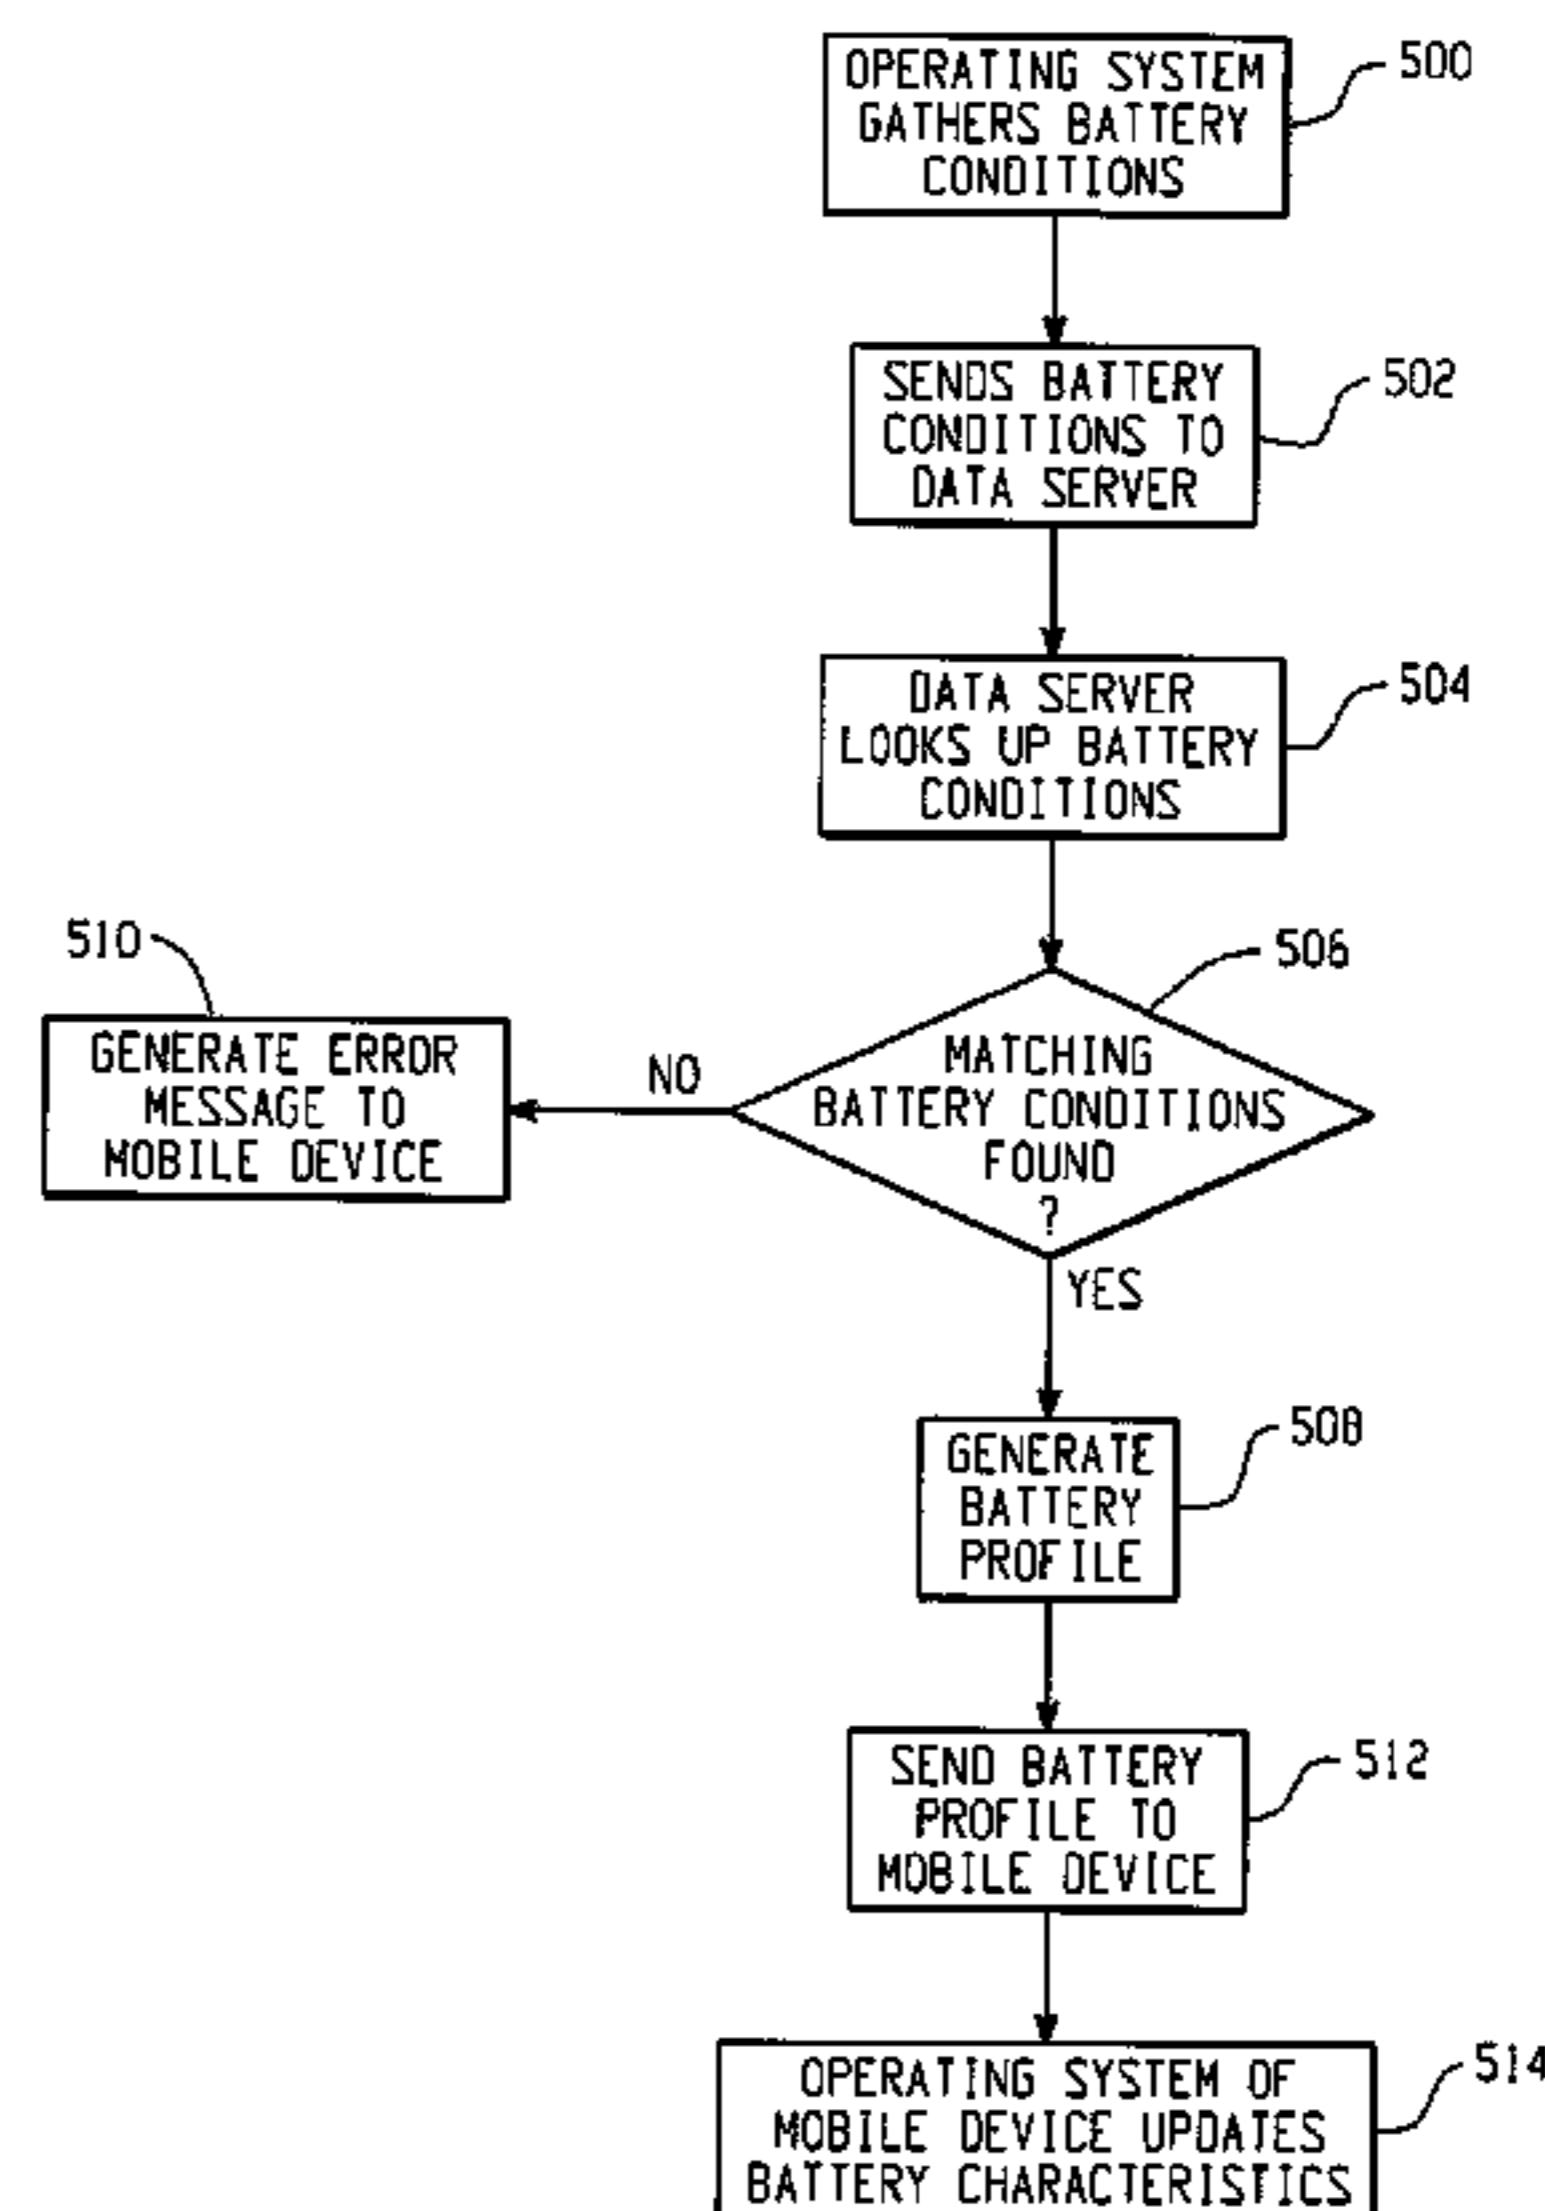 OPERATING SYSTEM
GATHERS BATTERY
CONDITIONS
500
SENDS BATTERY
CONDITIONS TO
DATA SERVER
502
DATA SERVER
LOOKS UP BATTERY
CONDITIONS
504
MATCHING
BATTERY CONDITIONS
FOUND
?
506
NO
510
GENERATE ERROR
MESSAGE TO
MOBILE DEVICE
YES
GENERATE
BATTERY
PROFILE
508
SEND BATTERY
PROFILE TO
MOBILE DEVICE
512
OPERATING SYSTEM OF
MOBILE DEVICE UPDATES
BATTERY CHARACTERISTICS
514